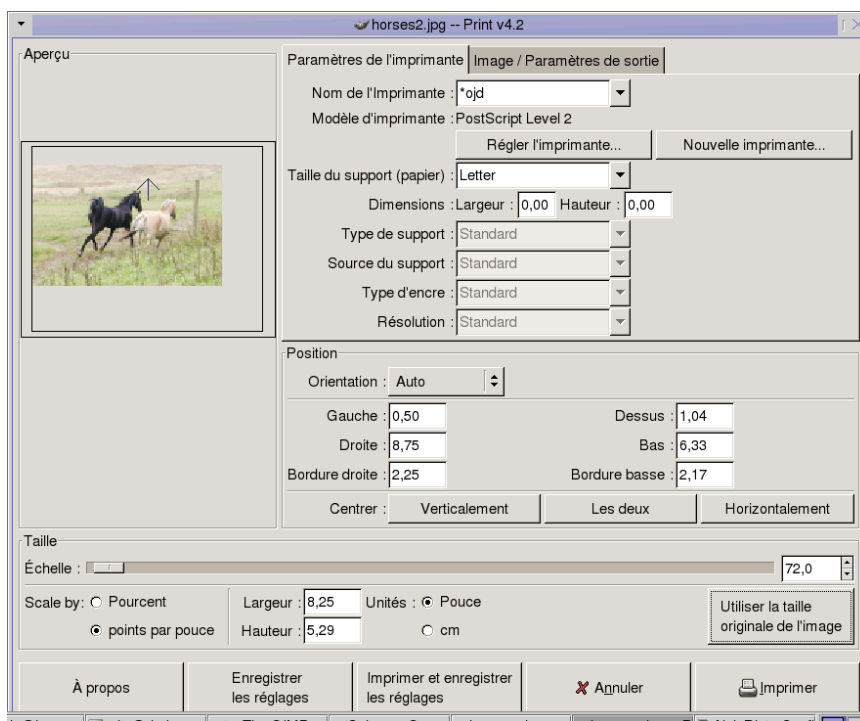 horses2.jpg -- Print v4.2
Aperçu
Paramètres de l'imprimante
Image / Paramètres de sortie
Nom de l'Imprimante : *ojd
Modèle d'imprimante : PostScript Level 2
Régler l'imprimante...
Nouvelle imprimante...
Taille du support (papier) : Letter
Dimensions : Largeur : 0,00 Hauteur : 0,00
Type de support : Standard
Source du support : Standard
Type d'encre : Standard
Résolution : Standard
Position
Orientation : Auto
Gauche : 0,50 Dessus : 1,04
Droite : 8,75 Bas : 6,33
Bordure droite : 2,25 Bordure basse : 2,17
Centrer : Verticalement Les deux Horizontalement
Taille
Échelle : 72,0
Scale by: Pourcent
points par pouce
Largeur : 8,25
Hauteur : 5,29
Unités : Pouce
cm
Utiliser la taille
originale de l'image
À propos
Enregistrer
les réglages
Imprimer et enregistrer
les réglages
Annuler
Imprimer